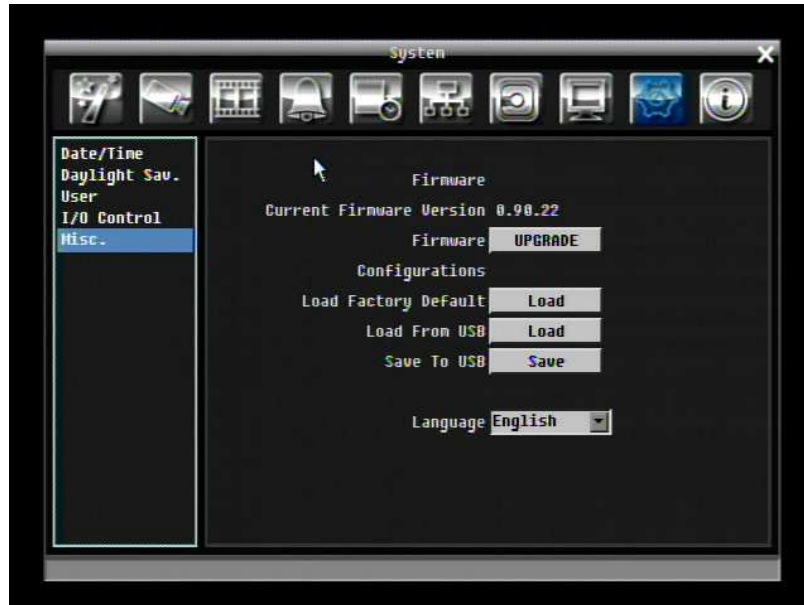 System
X
Date/Time
Daylight Sav.
User
I/O Control
Misc.
Firmware
Current Firmware Version 0.90.22
Firmware UPGRADE
Configurations
Load Factory Default Load
Load From USB Load
Save To USB Save
Language English